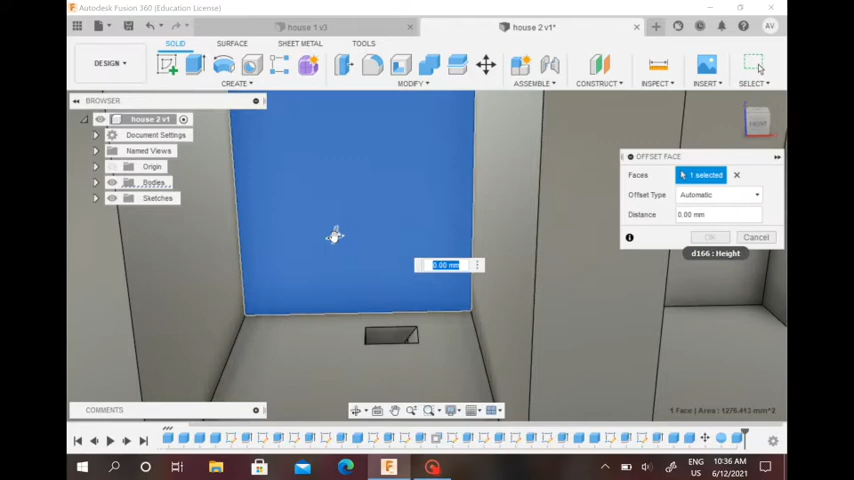 Autodesk Fusion 360 (Education License)
house 1 v3
house 2 v1*
AV
SOLID SURFACE SHEET METAL TOOLS
DESIGN
CREATE MODIFY ASSEMBLE CONSTRUCT INSPECT INSERT SELECT
BROWSER
house 2 v1
Document Settings
Named Views
Origin
Bodies
Sketches
FRONT
OFFSET FACE
Faces 1 selected
Offset Type Automatic
Distance 0.00 mm
OK Cancel
d166 : Height
0.00 mm
COMMENTS
1 Face | Area : 1276.413 mm^2
ENG
US
10:36 AM
6/12/2021